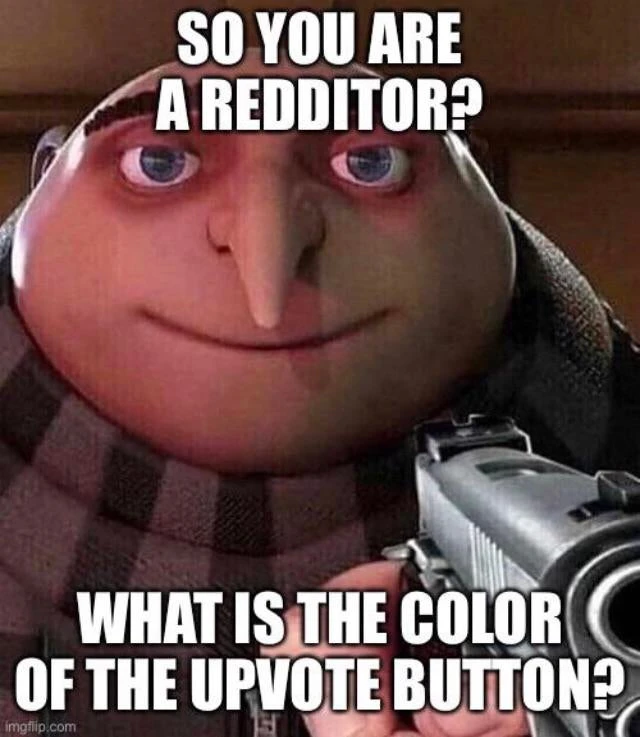 SO YOU ARE
A REDDITOR?
WHAT IS THE COLOR
OF THE UPVOTE BUTTON?
imgflip.com